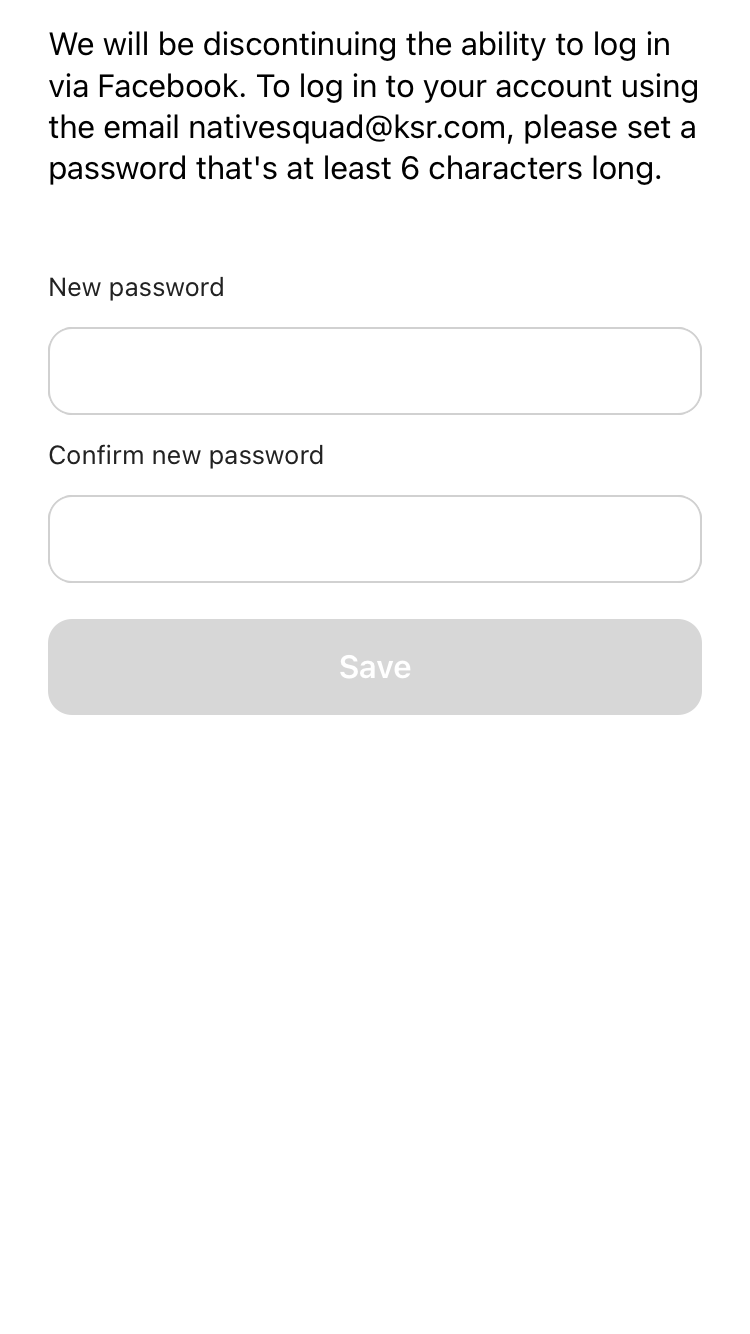 We will be discontinuing the ability to log in
via Facebook. To log in to your account using
the email nativesquad@ksr.com, please set a
password that's at least 6 characters long.
New password
Confirm new password
Save